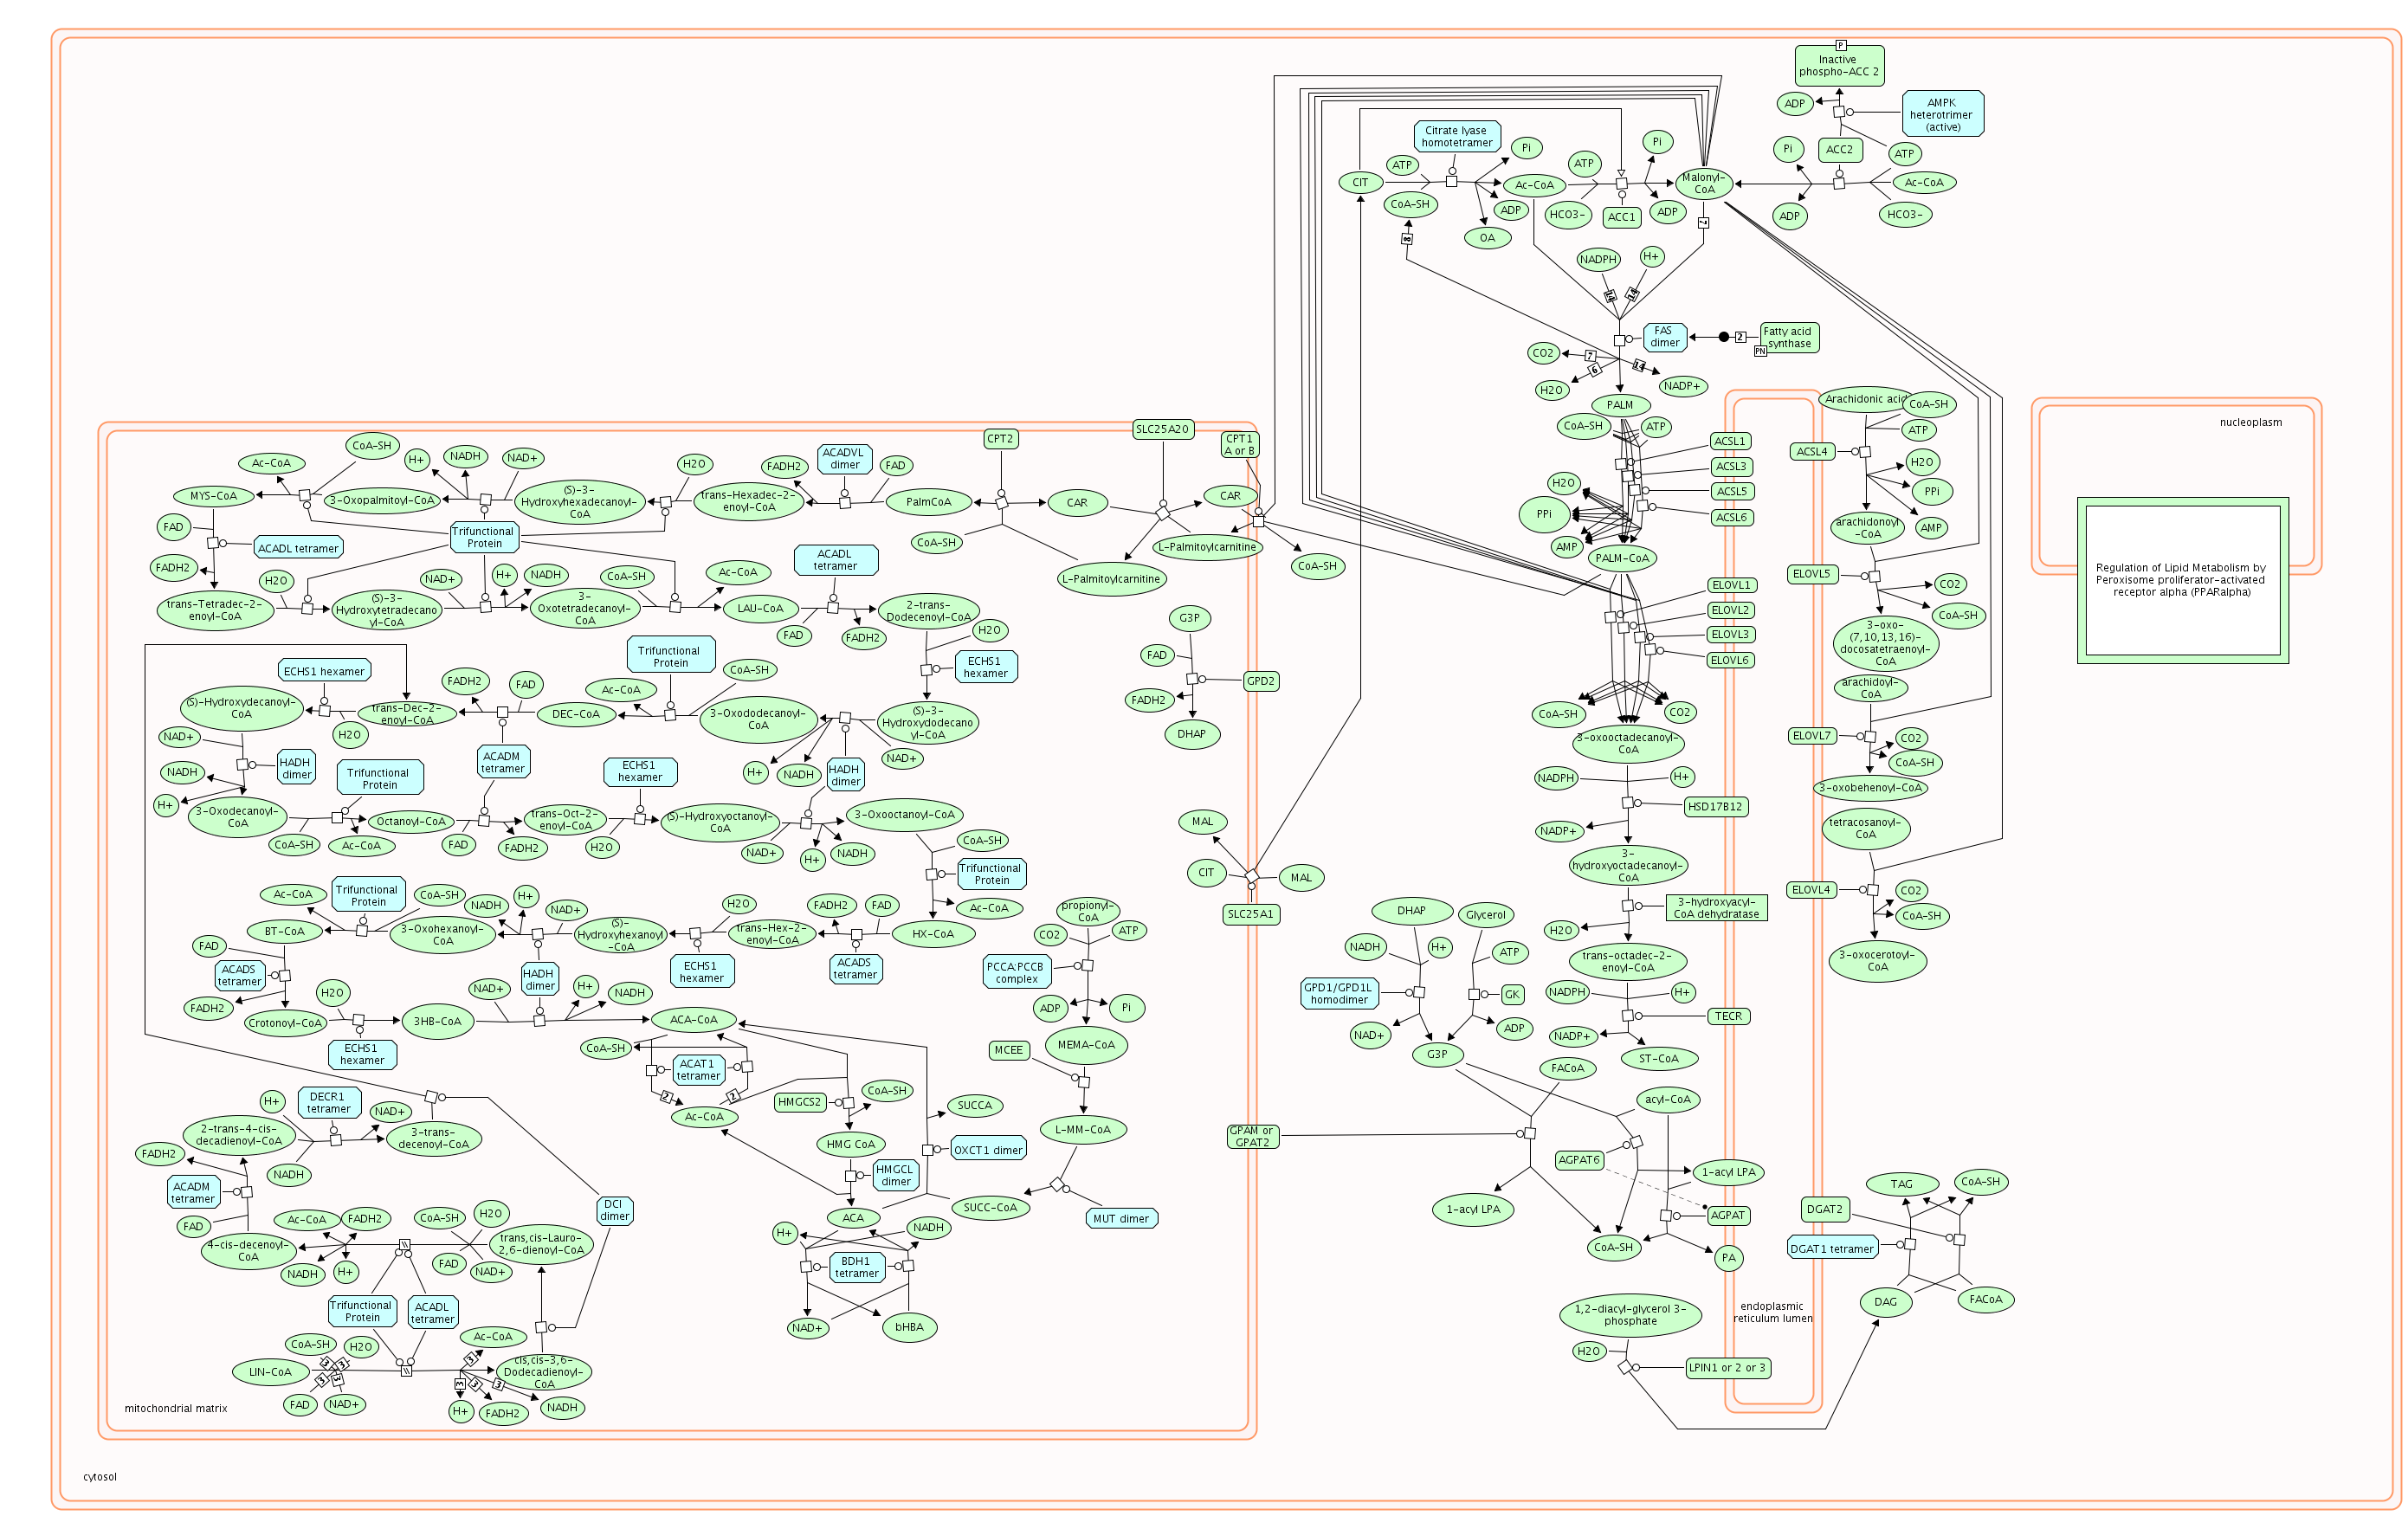 Inactive
phospho-ACC 2
P
ADP
AMPK
heterotrimer
(active)
ACC2
ATP
Pi
Ac-CoA
HCO3-
ADP
Malonyl-
CoA
7
Pi
ADP
ATP
HCO3-
ACC1
Ac-CoA
Pi
ADP
OA
Citrate lyase
homotetramer
ATP
CIT
CoA-SH
8
NADPH
H+
14
14
FAS
dimer
2
Fatty acid
synthase
PN
CO2
7
6
14
H2O
NADP+
PALM
CoA-SH
ATP
ACSL1
ACSL3
ACSL5
ACSL6
H2O
PPi
AMP
PALM-CoA
ELOVL1
ELOVL2
ELOVL3
ELOVL6
CoA-SH
CO2
3-oxooctadecanoyl-
CoA
NADPH
H+
HSD17B12
NADP+
3-
hydroxyoctadecanoyl-
CoA
3-hydroxyacyl-
CoA dehydratase
H2O
trans-octadec-2-
enoyl-CoA
NADPH
H+
TECR
NADP+
ST-CoA
Arachidonic acid
CoA-SH
ATP
ACSL4
H2O
PPi
AMP
arachidonoyl
-CoA
ELOVL5
CO2
CoA-SH
3-oxo-
(7,10,13,16)-
docosatetraenoyl-
CoA
arachidoyl-
CoA
ELOVL7
CO2
CoA-SH
3-oxobehenoyl-CoA
tetracosanoyl-
CoA
ELOVL4
CO2
CoA-SH
3-oxocerotoyl-
CoA
nucleoplasm
Regulation of Lipid Metabolism by
Peroxisome proliferator-activated
receptor alpha (PPARalpha)
CPT2
SLC25A20
CPT1
A or B
CAR
CAR
L-Palmitoylcarnitine
L-Palmitoylcarnitine
CoA-SH
CoA-SH
PalmCoA
FAD
ACADVL
dimer
FADH2
trans-Hexadec-2-
enoyl-CoA
H2O
(S)-3-
Hydroxyhexadecanoyl-
CoA
NAD+
NADH
H+
3-Oxopalmitoyl-CoA
CoA-SH
Ac-CoA
MYS-CoA
Trifunctional
Protein
FAD
ACADL tetramer
FADH2
trans-Tetradec-2-
enoyl-CoA
H2O
(S)-3-
Hydroxytetradecano
yl-CoA
NAD+
H+
NADH
3-
Oxotetradecanoyl-
CoA
CoA-SH
Ac-CoA
LAU-CoA
ACADL
tetramer
FAD
FADH2
2-trans-
Dodecenoyl-CoA
H2O
ECHS1
hexamer
(S)-3-
Hydroxydodecano
yl-CoA
NAD+
HADH
dimer
NADH
H+
3-Oxododecanoyl-
CoA
CoA-SH
Trifunctional
Protein
Ac-CoA
DEC-CoA
FAD
FADH2
ACADM
tetramer
trans-Dec-2-
enoyl-CoA
H2O
ECHS1 hexamer
(S)-Hydroxydecanoyl-
CoA
NAD+
HADH
dimer
NADH
H+
3-Oxodecanoyl-
CoA
Trifunctional
Protein
CoA-SH
Ac-CoA
Octanoyl-CoA
FAD
FADH2
trans-Oct-2-
enoyl-CoA
ECHS1
hexamer
H2O
(S)-Hydroxyoctanoyl-
CoA
NAD+
H+
NADH
3-Oxooctanoyl-CoA
CoA-SH
Trifunctional
Protein
Ac-CoA
HX-CoA
FAD
FADH2
ACADS
tetramer
trans-Hex-2-
enoyl-CoA
H2O
ECHS1
hexamer
(S)-
Hydroxyhexanoyl
-CoA
NAD+
H+
NADH
HADH
dimer
3-Oxohexanoyl-
CoA
CoA-SH
Trifunctional
Protein
Ac-CoA
BT-CoA
FAD
ACADS
tetramer
FADH2
Crotonoyl-CoA
H2O
ECHS1
hexamer
3HB-CoA
NAD+
H+
NADH
ACA-CoA
CoA-SH
ACAT1
tetramer
2
2
Ac-CoA
HMGCS2
CoA-SH
HMG CoA
HMGCL
dimer
ACA
SUCCA
OXCT1 dimer
SUCC-CoA
H+
NADH
BDH1
tetramer
NAD+
bHBA
propionyl-
CoA
CO2
ATP
PCCA:PCCB
complex
ADP
Pi
MEMA-CoA
MCEE
L-MM-CoA
MUT dimer
G3P
FAD
FADH2
GPD2
DHAP
MAL
CIT
MAL
SLC25A1
DECR1
tetramer
H+
NAD+
2-trans-4-cis-
decadienoyl-CoA
3-trans-
decenoyl-CoA
NADH
FADH2
ACADM
tetramer
FAD
4-cis-decenoyl-
CoA
Ac-CoA
FADH2
NADH
H+
CoA-SH
H2O
FAD
NAD+
trans,cis-Lauro-
2,6-dienoyl-CoA
DCI
dimer
Trifunctional
Protein
ACADL
tetramer
LIN-CoA
CoA-SH
H2O
3
3
3
3
FAD
NAD+
Ac-CoA
3
3
3
3
H+
FADH2
NADH
cis,cis-3,6-
Dodecadienoyl-
CoA
mitochondrial matrix
cytosol
DHAP
Glycerol
NADH
H+
ATP
GPD1/GPD1L
homodimer
GK
NAD+
ADP
G3P
FACoA
acyl-CoA
GPAM or
GPAT2
AGPAT6
1-acyl LPA
1-acyl LPA
AGPAT
CoA-SH
PA
1,2-diacyl-glycerol 3-
phosphate
H2O
LPIN1 or 2 or 3
endoplasmic
reticulum lumen
DGAT2
DGAT1 tetramer
TAG
CoA-SH
DAG
FACoA